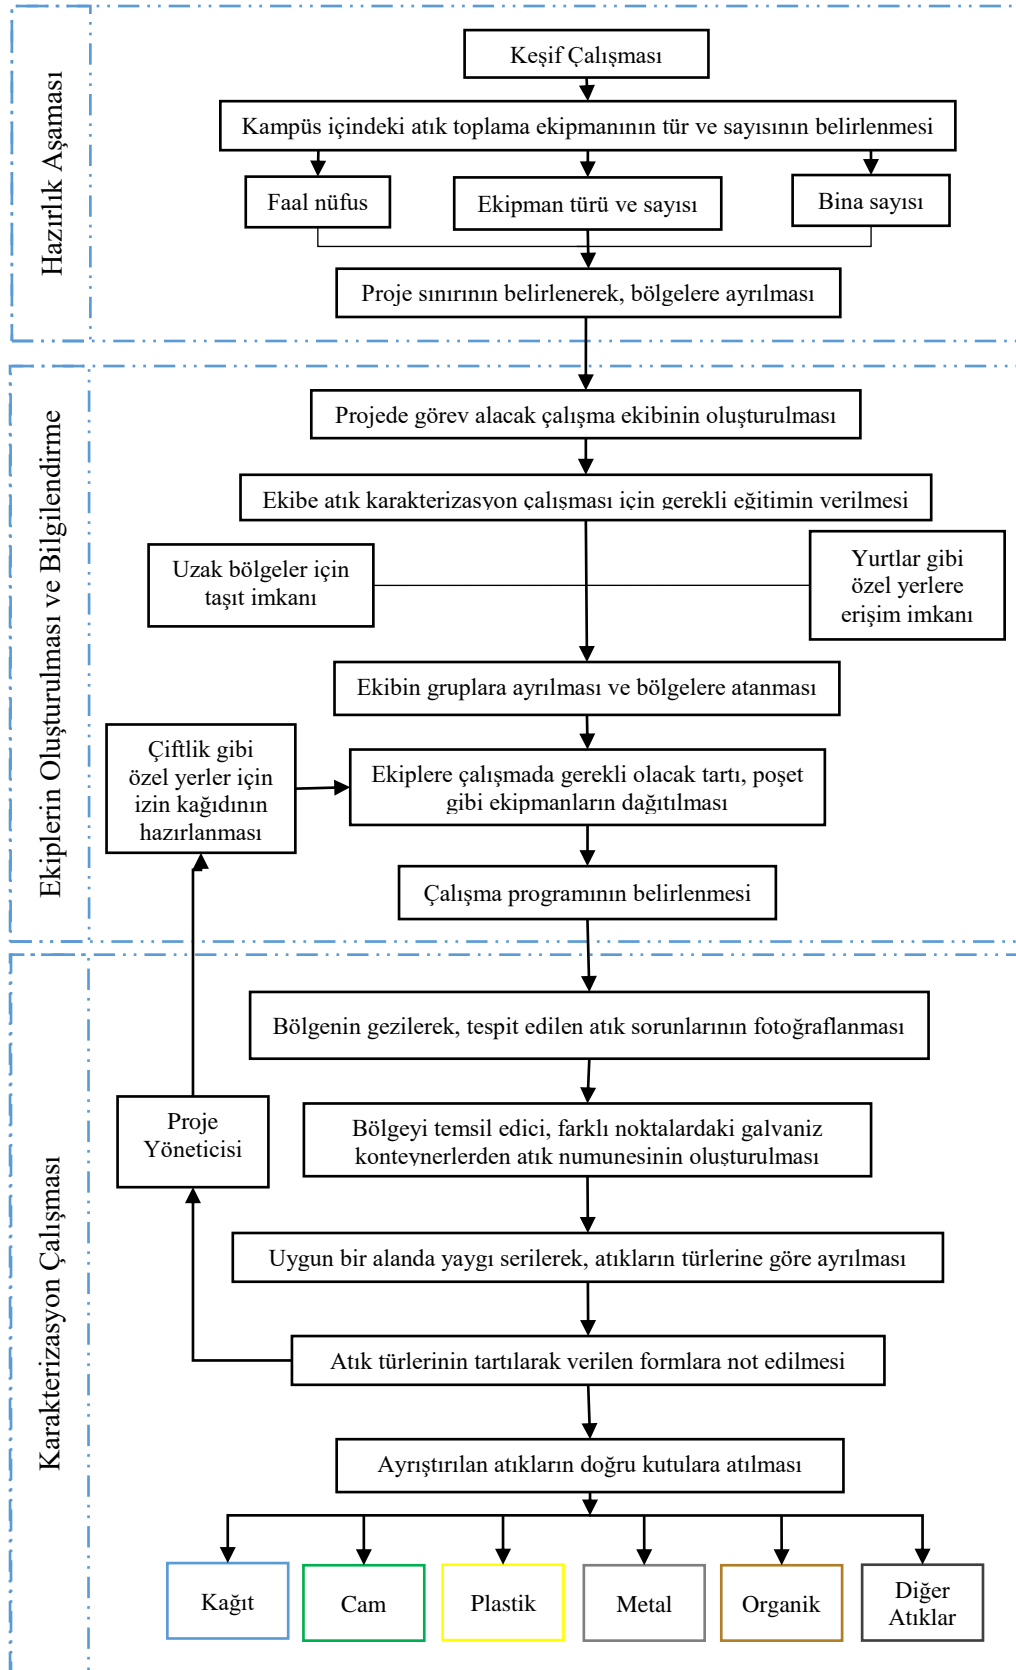 Hazırlık Aşaması
Keşif Çalışması
Kampüs içindeki atık toplama ekipmanının tür ve sayısının belirlenmesi
Faal nüfus
Ekipman türü ve sayısı
Bina sayısı
Proje sınırının belirlenerek, bölgelere ayrılması
Ekiplerin Oluşturulması ve Bilgilendirme
Projede görev alacak çalışma ekibinin oluşturulması
Ekibe atık karakterizasyon çalışması için gerekli eğitimin verilmesi
Uzak bölgeler için
taşıt imkanı
Yurtlar gibi
özel yerlere
erişim imkanı
Ekibin gruplara ayrılması ve bölgelere atanması
Çiftlik gibi
özel yerler için
izin kağıdının
hazırlanması
Ekiplere çalışmada gerekli olacak tartı, poşet
gibi ekipmanların dağıtılması
Çalışma programının belirlenmesi
Karakterizasyon Çalışması
Bölgenin gezilerek, tespit edilen atık sorunlarının fotoğraflanması
Proje
Yöneticisi
Bölgeyi temsil edici, farklı noktalardaki galvaniz
konteynerlerden atık numunesinin oluşturulması
Uygun bir alanda yaygı serilerek, atıkların türlerine göre ayrılması
Atık türlerinin tartılarak verilen formlara not edilmesi
Ayrıştırılan atıkların doğru kutulara atılması
Kağıt
Cam
Plastik
Metal
Organik
Diğer
Atıklar